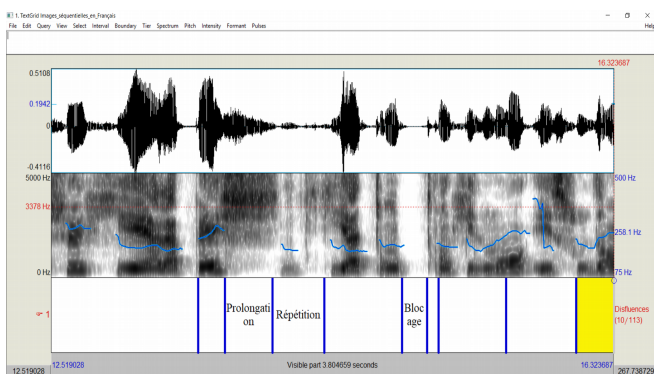 1. TextGrid Images_séquentielles_en_Français
File Edit Query View Select Interval Boundary Tier Spectrum Pitch Intensity Formant Pulses Help
16.323687
0.5108
0.1942
0
-0.4116
5000 Hz 500 Hz
3378 Hz
258.1 Hz
0 Hz 75 Hz
1 Prolongati
on Répétition Bloc
age Disfluences
(10/113)
12.519028 Visible part 3.804659 seconds 16.323687
12.519028 267.738729